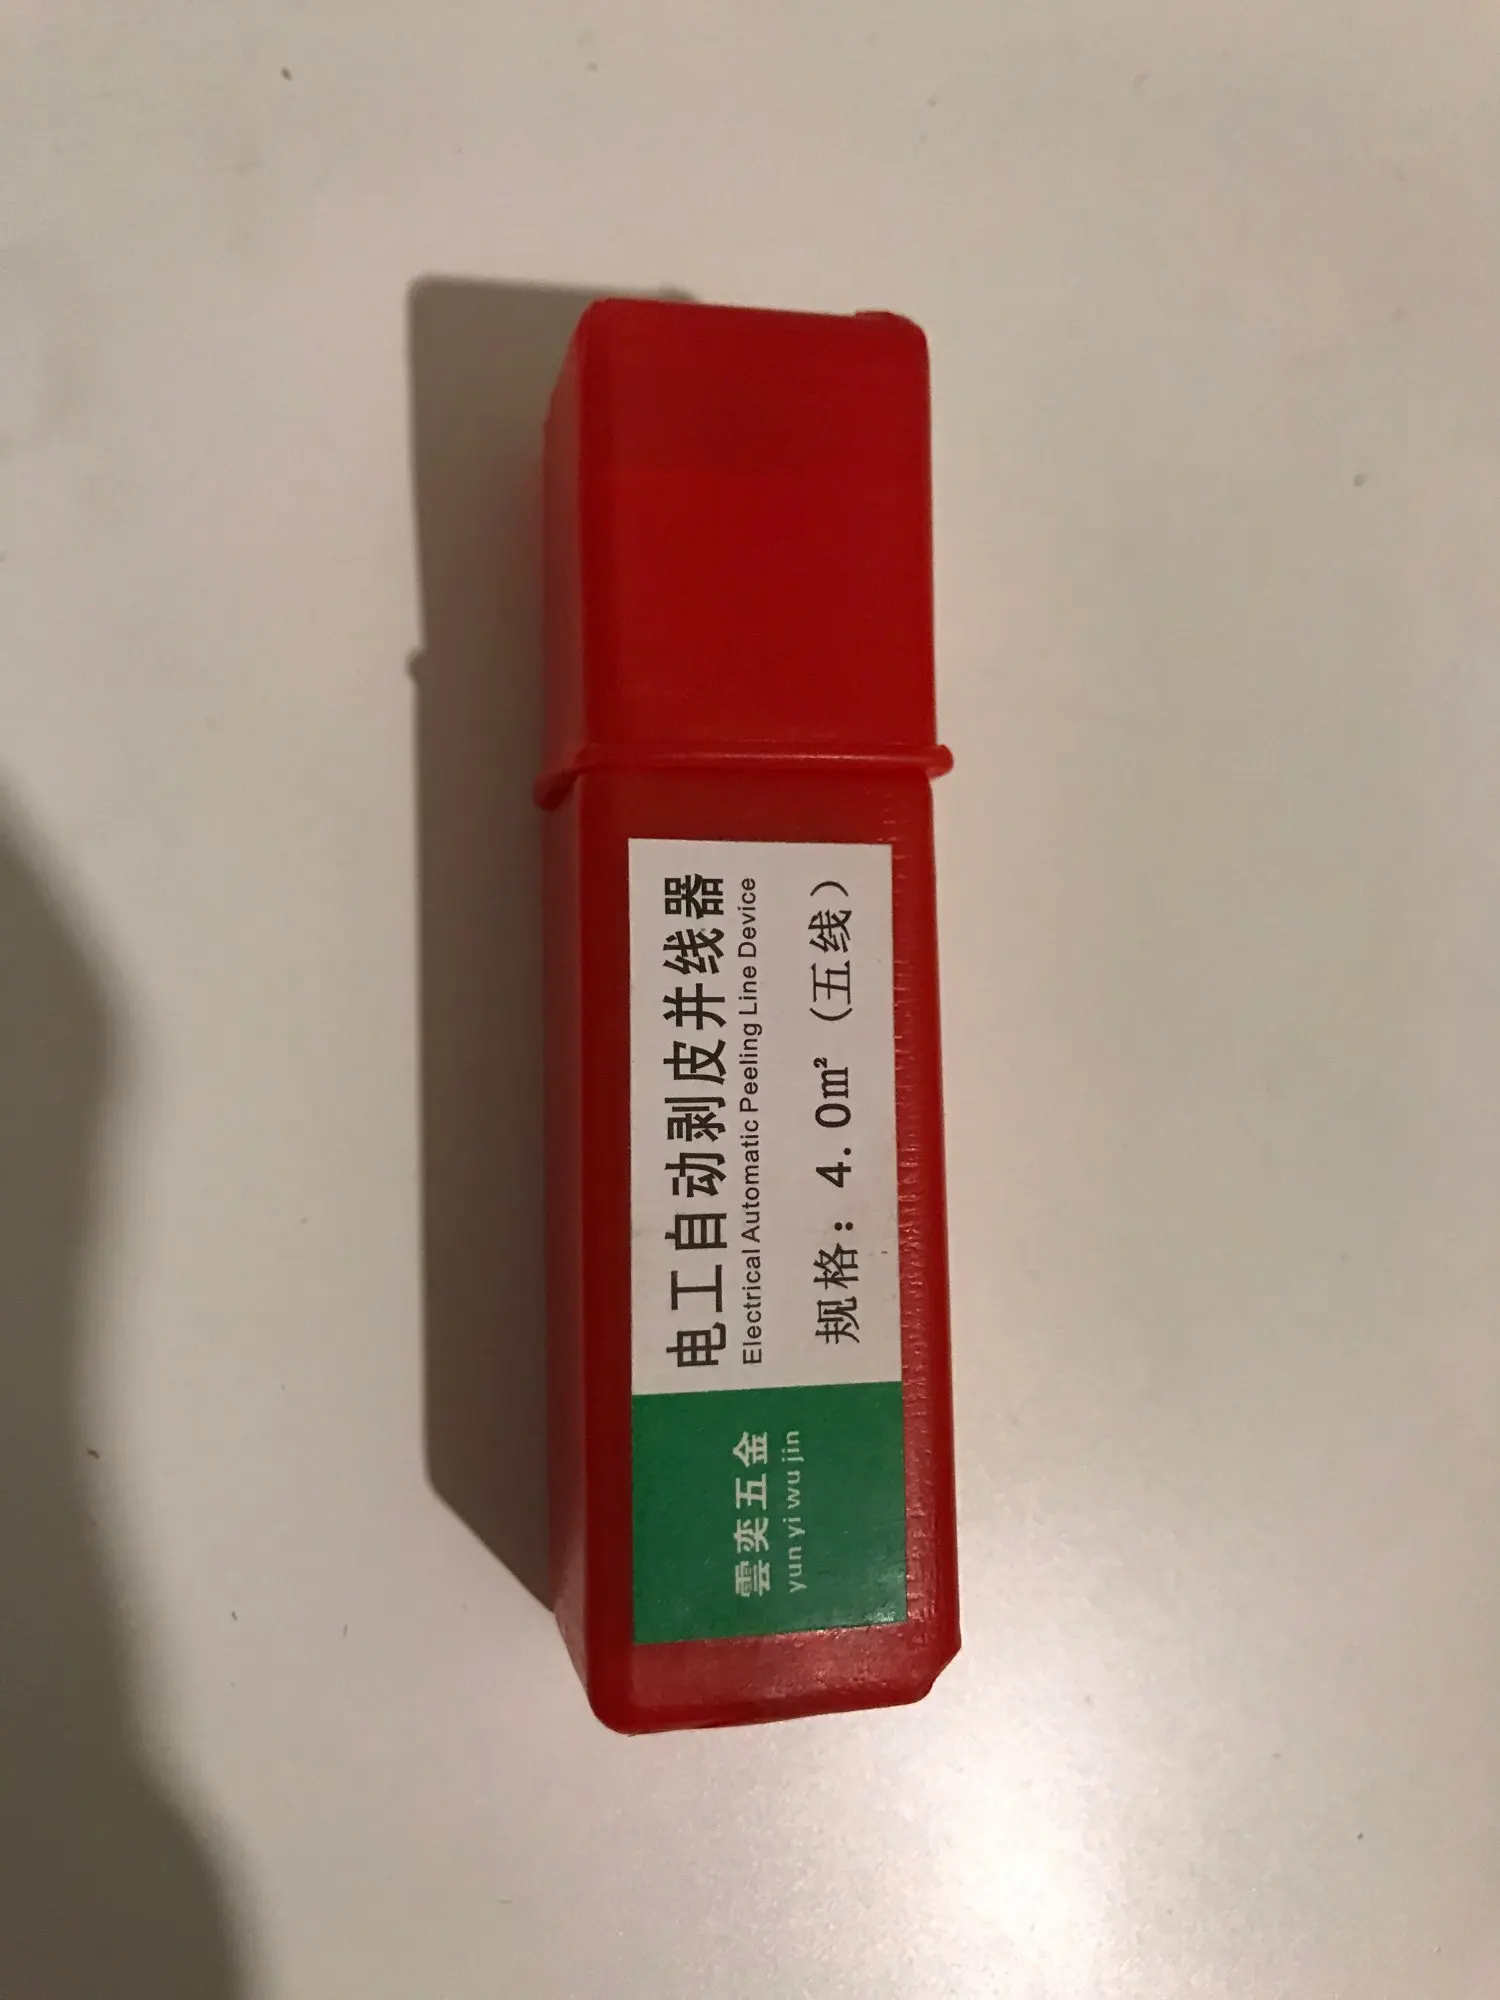 电工自动剥皮并线器
Electrical Automatic Peeling Line Device
规格：4.0㎡（五线）
雲奕五金
yun yi wu jin